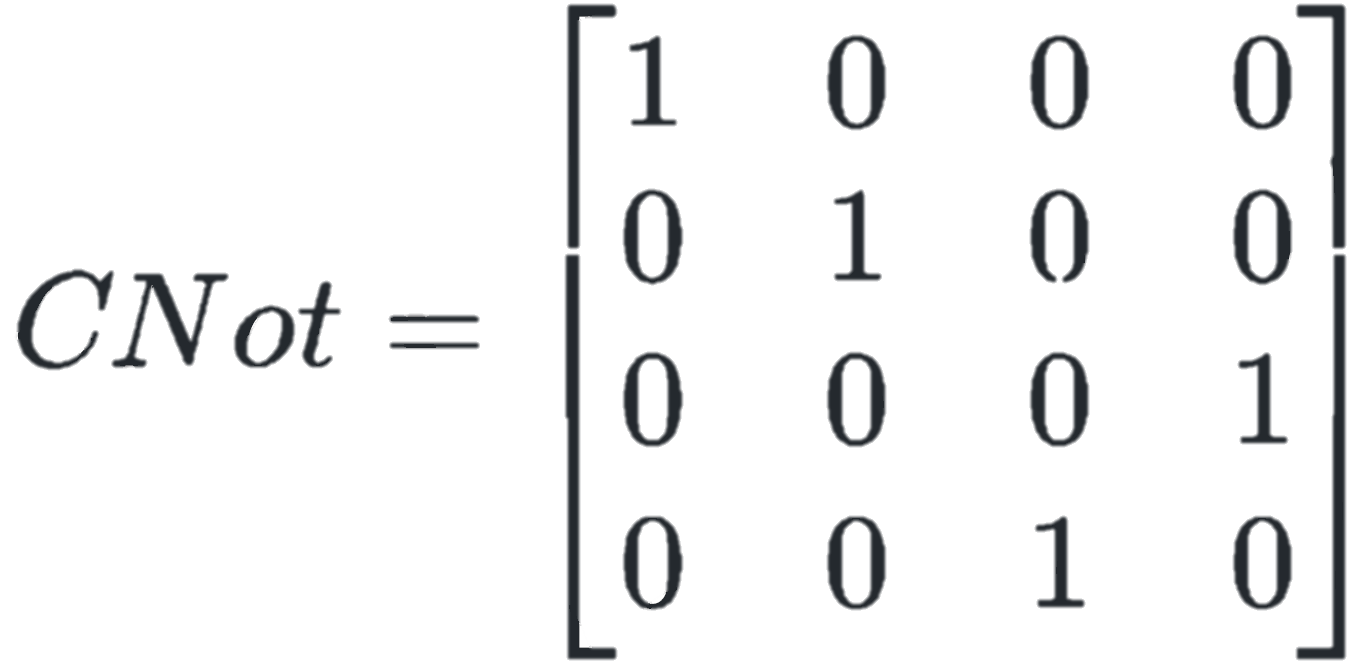 1 0 0 0
0 1 0 0
CNot =
0 0 0 1
0 0 1 0